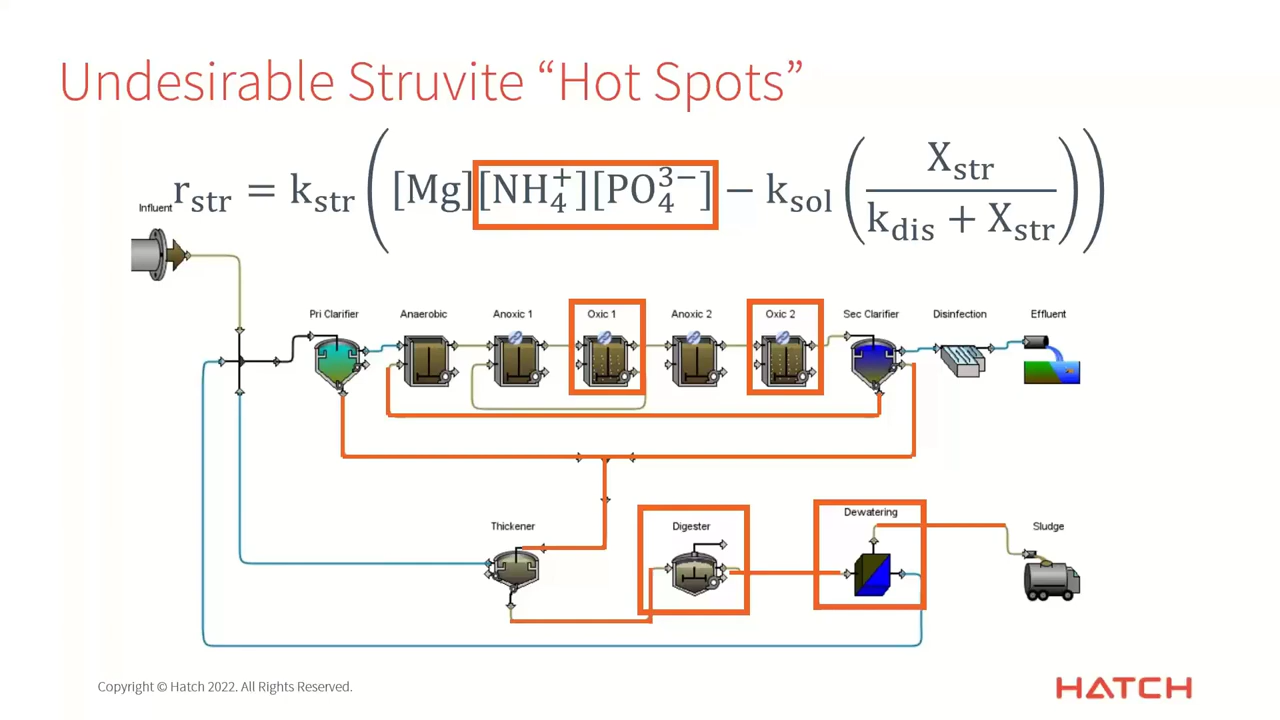 Undesirable Struvite “Hot Spots”
r_str = k_str ( [Mg][NH₄⁺][PO₄³⁻] − k_sol ( X_str / (k_dis + X_str) ) )
Influent
Pri Clarifier Anaerobic Anoxic 1 Oxic 1 Anoxic 2 Oxic 2 Sec Clarifier Disinfection Effluent
Thickener Digester Dewatering Sludge
Copyright © Hatch 2022. All Rights Reserved.
HATCH